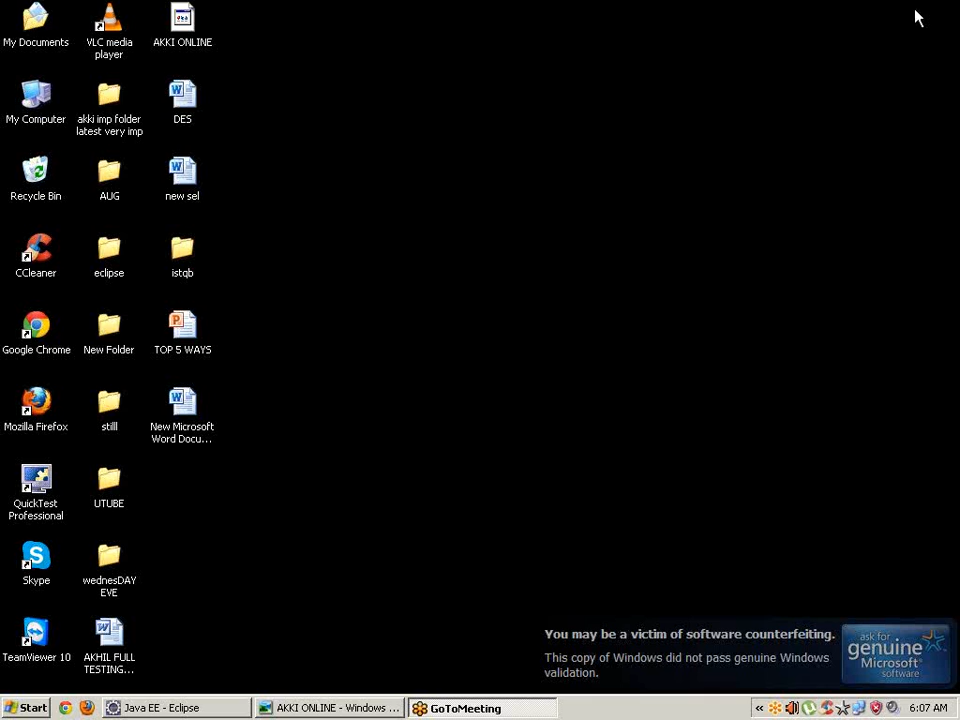 My Documents
VLC media
player
AKKI ONLINE
My Computer
akki imp folder
latest very imp
DES
Recycle Bin
AUG
new sel
CCleaner
eclipse
istqb
Google Chrome
New Folder
TOP 5 WAYS
Mozilla Firefox
stilll
New Microsoft
Word Docu...
QuickTest
Professional
UTUBE
Skype
wednesDAY
EVE
TeamViewer 10
AKHIL FULL
TESTING...
You may be a victim of software counterfeiting.
This copy of Windows did not pass genuine Windows
validation.
ask for
genuine
Microsoft
software
Start
Java EE - Eclipse
AKKI ONLINE - Windows ...
GoToMeeting
6:07 AM